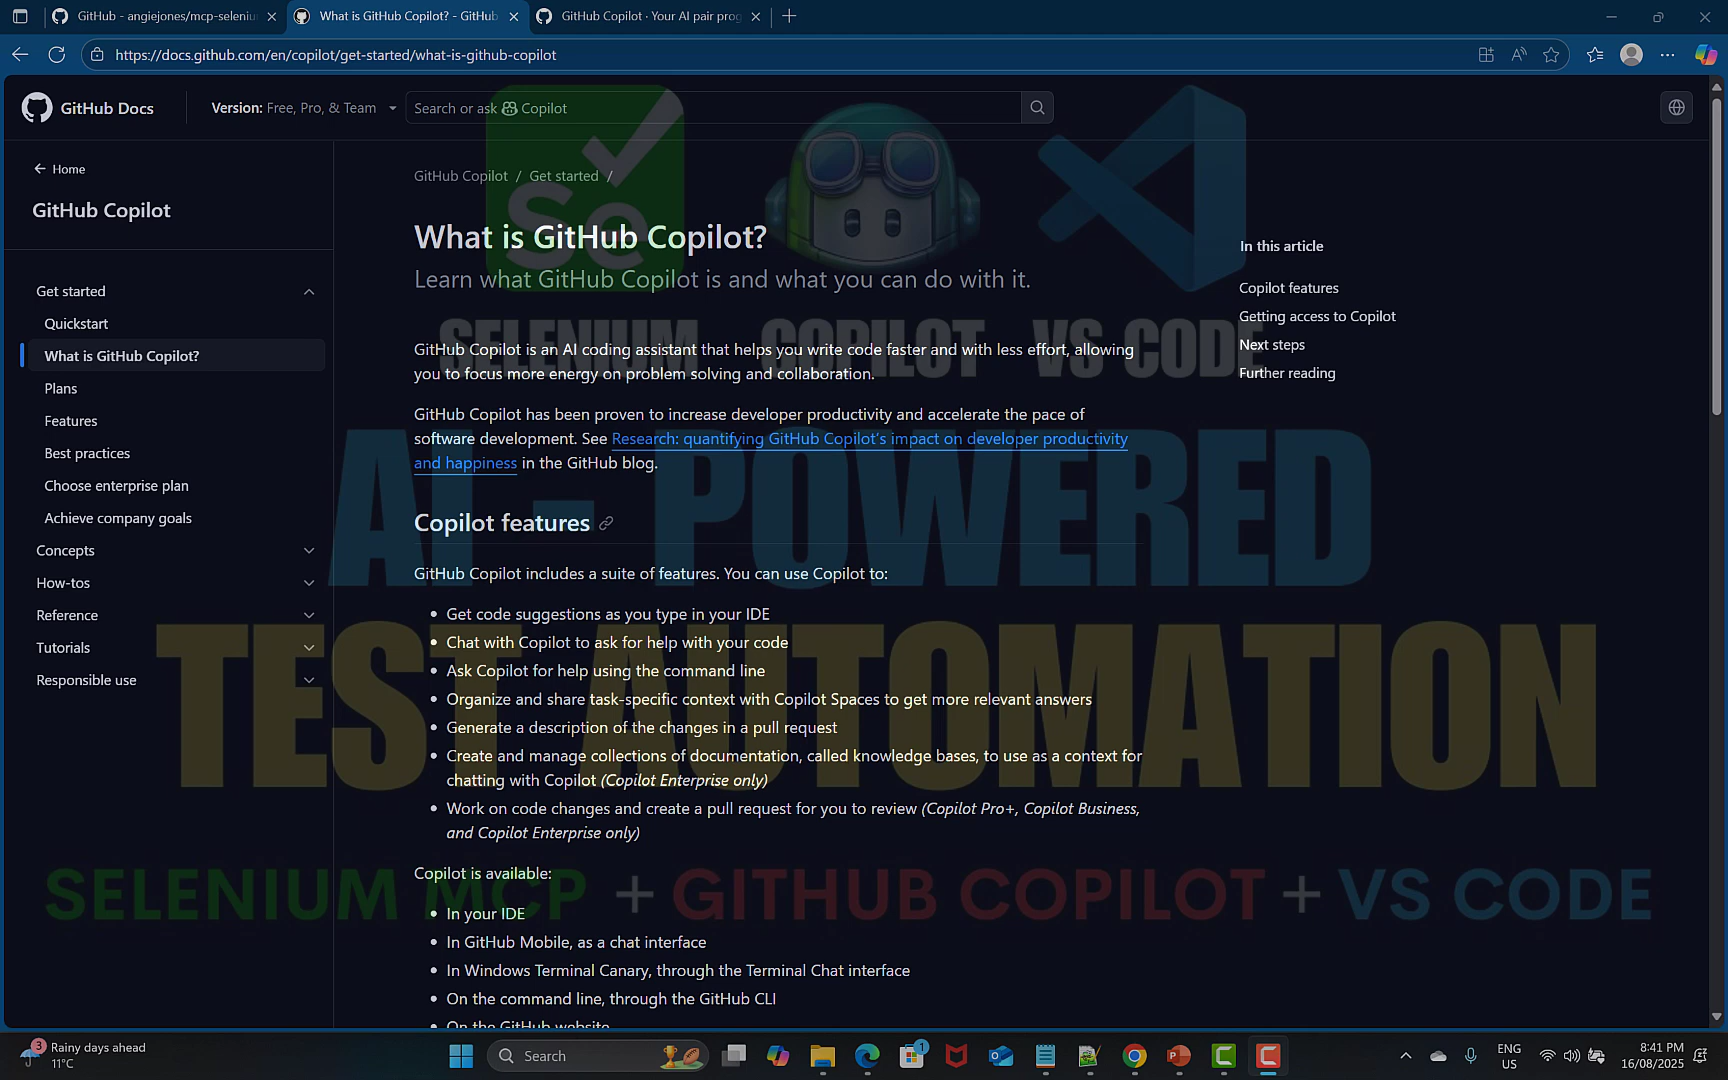 GitHub - angiejones/mcp-seleniu
What is GitHub Copilot? - GitHub
GitHub Copilot · Your AI pair prog
https://docs.github.com/en/copilot/get-started/what-is-github-copilot
GitHub Docs
Version: Free, Pro, & Team
Search or ask Copilot
Home
GitHub Copilot
Get started
Quickstart
What is GitHub Copilot?
Plans
Features
Best practices
Choose enterprise plan
Achieve company goals
Concepts
How-tos
Reference
Tutorials
Responsible use
GitHub Copilot / Get started /
Se
What is GitHub Copilot?
Learn what GitHub Copilot is and what you can do with it.
SELENIUM COPILOT VS CODE
GitHub Copilot is an AI coding assistant that helps you write code faster and with less effort, allowing
you to focus more energy on problem solving and collaboration.
GitHub Copilot has been proven to increase developer productivity and accelerate the pace of
software development. See Research: quantifying GitHub Copilot's impact on developer productivity
and happiness in the GitHub blog.
AI - POWERED
TEST AUTOMATION
Copilot features
GitHub Copilot includes a suite of features. You can use Copilot to:
• Get code suggestions as you type in your IDE
• Chat with Copilot to ask for help with your code
• Ask Copilot for help using the command line
• Organize and share task-specific context with Copilot Spaces to get more relevant answers
• Generate a description of the changes in a pull request
• Create and manage collections of documentation, called knowledge bases, to use as a context for
chatting with Copilot (Copilot Enterprise only)
• Work on code changes and create a pull request for you to review (Copilot Pro+, Copilot Business,
and Copilot Enterprise only)
Copilot is available:
SELENIUM MCP + GITHUB COPILOT + VS CODE
• In your IDE
• In GitHub Mobile, as a chat interface
• In Windows Terminal Canary, through the Terminal Chat interface
• On the command line, through the GitHub CLI
• On the GitHub website
In this article
Copilot features
Getting access to Copilot
Next steps
Further reading
3
Rainy days ahead
11°C
Search
1
ENG
US
8:41 PM
16/08/2025